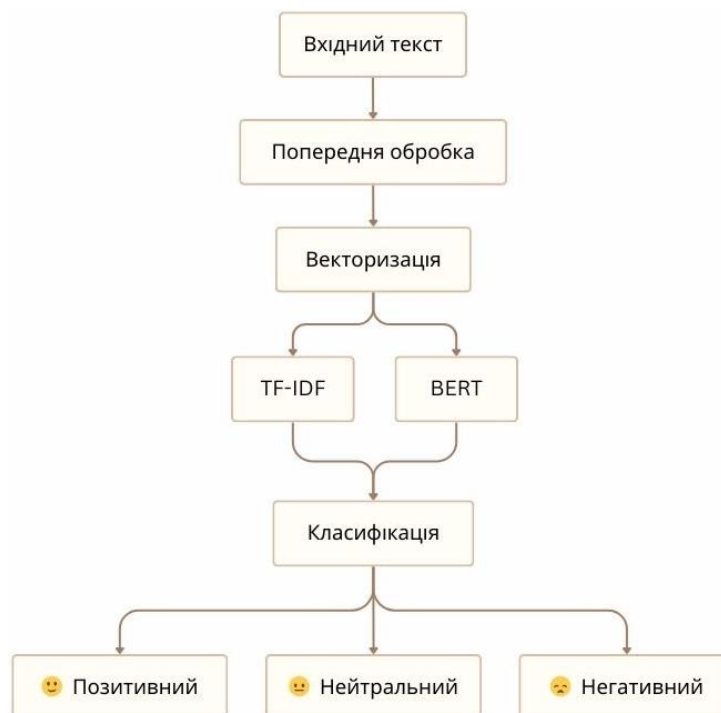 Вхідний текст
Попередня обробка
Векторизація
TF-IDF
BERT
Класифікація
🙂 Позитивний
😐 Нейтральний
😞 Негативний